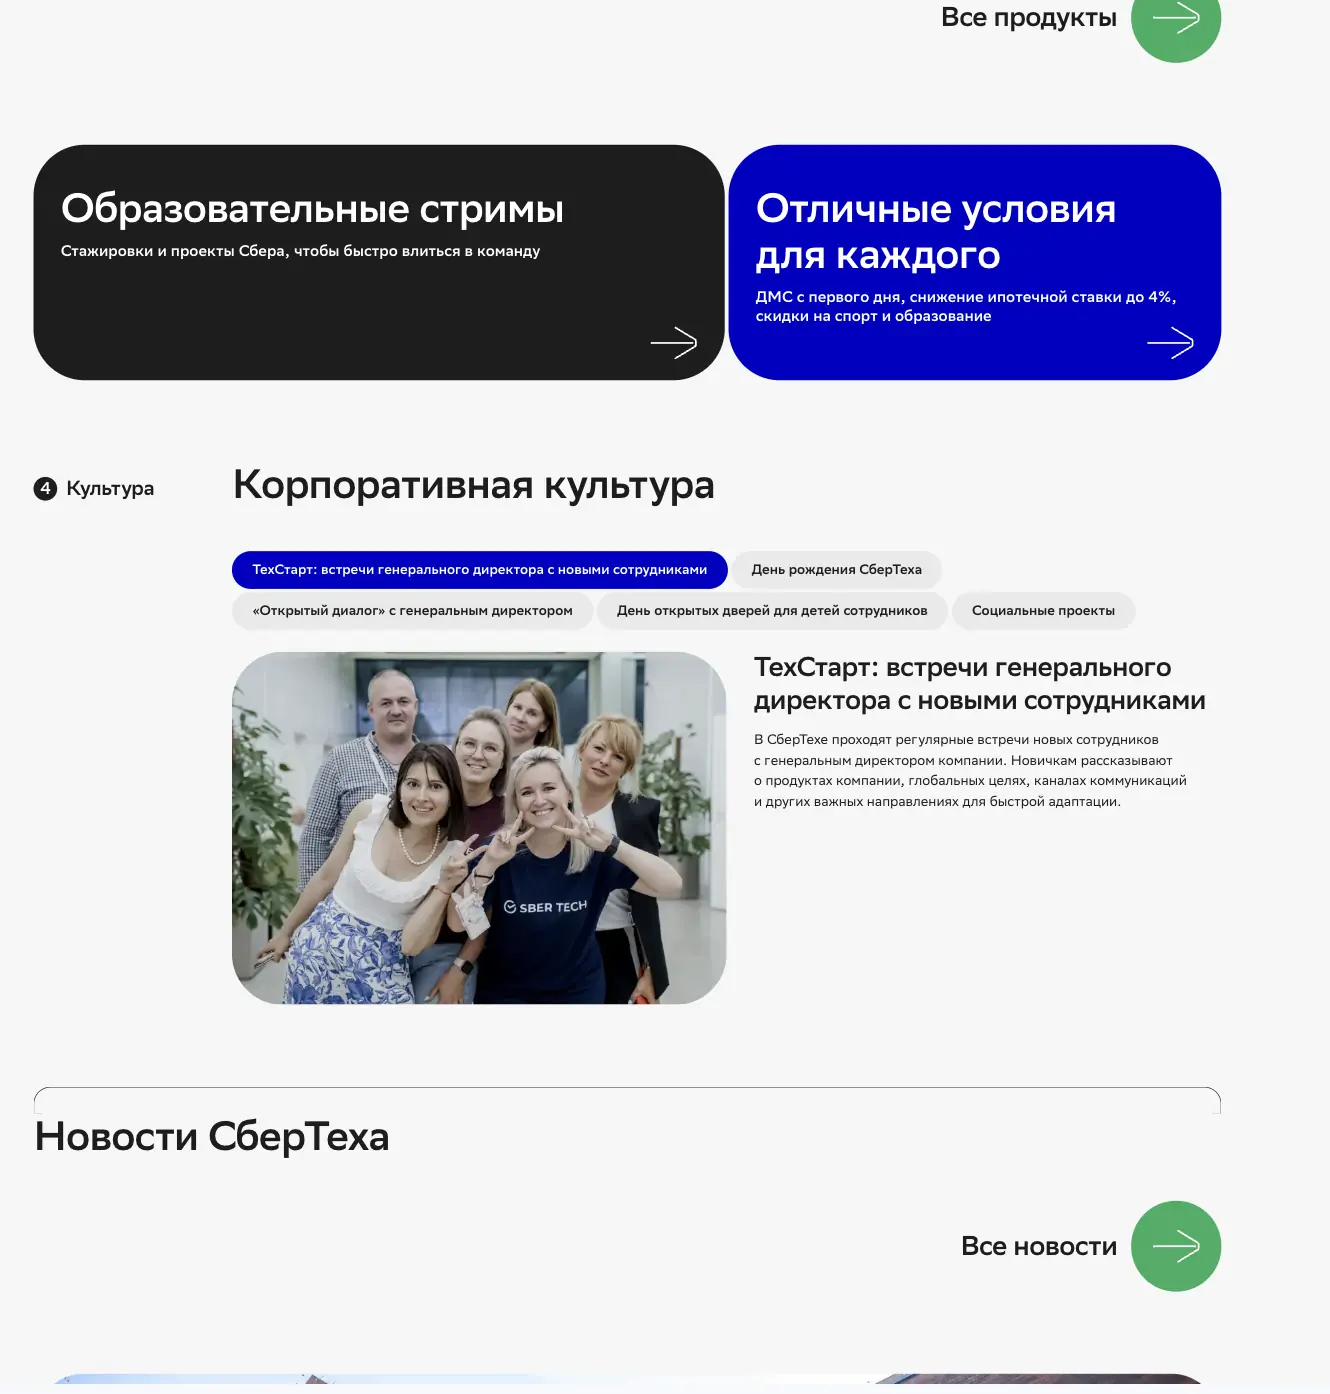 Все продукты
Образовательные стримы
Стажировки и проекты Сбера, чтобы быстро влиться в команду
Отличные условия
для каждого
ДМС с первого дня, снижение ипотечной ставки до 4%,
скидки на спорт и образование
4 Культура
Корпоративная культура
ТехСтарт: встречи генерального директора с новыми сотрудниками
День рождения СберТеха
«Открытый диалог» с генеральным директором
День открытых дверей для детей сотрудников
Социальные проекты
SBER TECH
ТехСтарт: встречи генерального
директора с новыми сотрудниками
В СберТехе проходят регулярные встречи новых сотрудников
с генеральным директором компании. Новичкам рассказывают
о продуктах компании, глобальных целях, каналах коммуникаций
и других важных направлениях для быстрой адаптации.
Новости СберТеха
Все новости